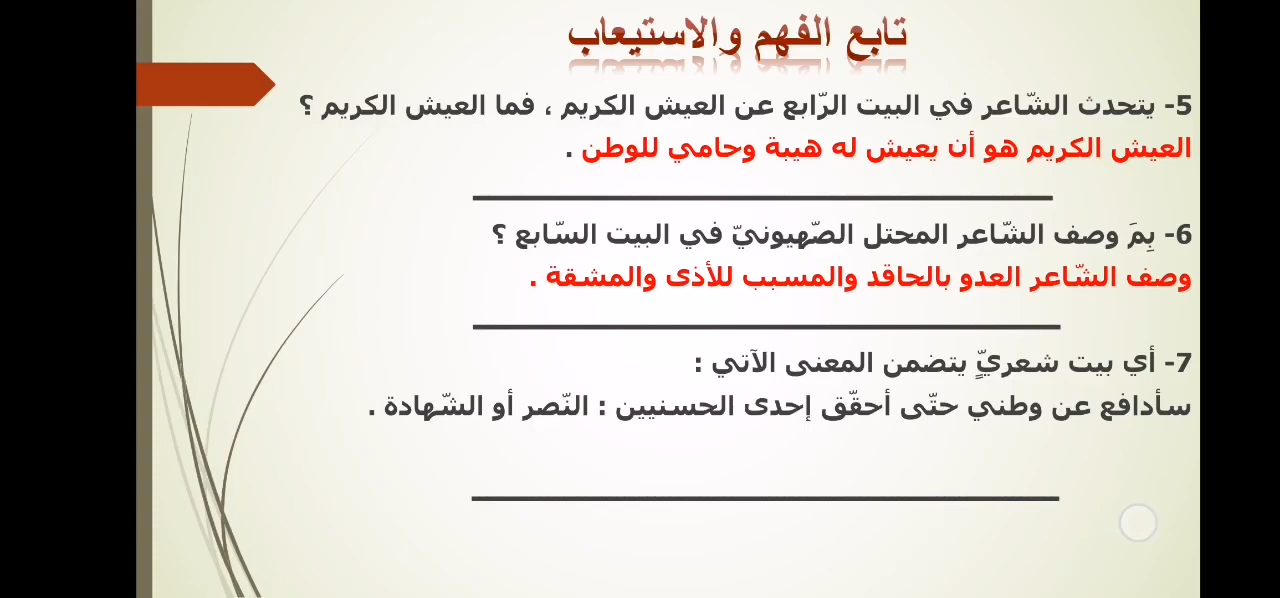 تابع الفهم والاستيعاب
5- يتحدث الشّاعر في البيت الرّابع عن العيش الكريم ، فما العيش الكريم ؟
العيش الكريم هو أن يعيش له هيبة وحامي للوطن .
6- بِمَ وصف الشّاعر المحتل الصّهيونيّ في البيت السّابع ؟
وصف الشّاعر العدو بالحاقد والمسبب للأذى والمشقة .
7- أي بيت شعريٍّ يتضمن المعنى الآتي :
سأدافع عن وطني حتّى أحقّق إحدى الحسنيين : النّصر أو الشّهادة .